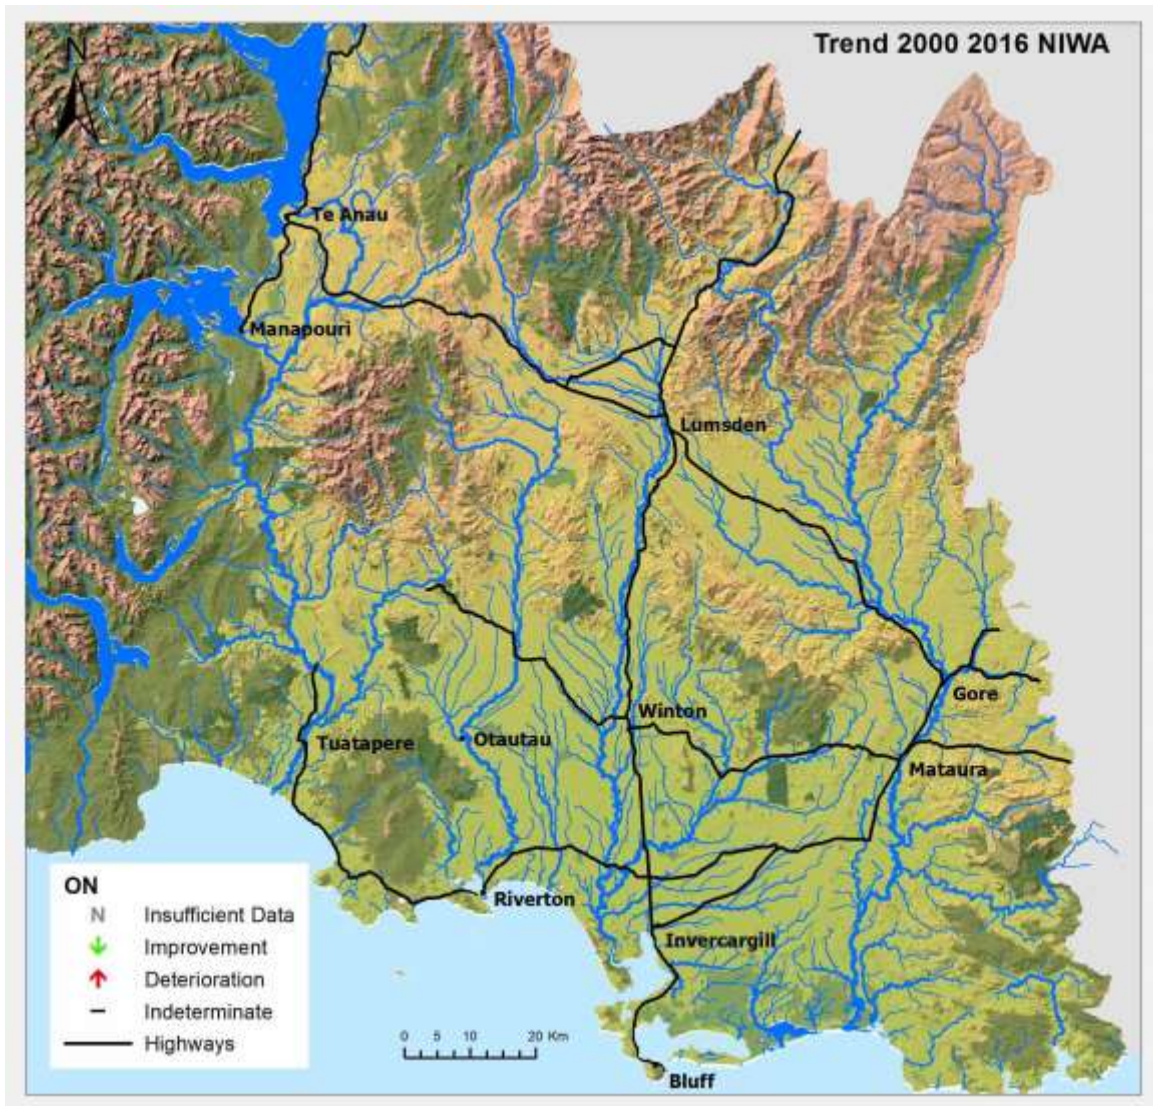 Trend 2000 2016 NIWA
N
Te Anau
Manapouri
Lumsden
Gore
Winton
Tuatapere
Otautau
Mataura
Riverton
Invercargill
Bluff
ON
N Insufficient Data
Improvement
Deterioration
Indeterminate
Highways
0 5 10 20 Km